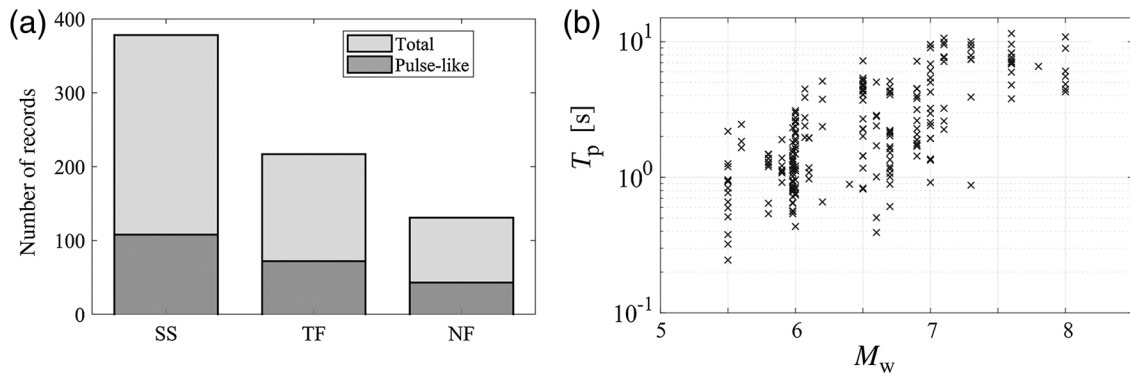 (a)
400
300
200
100
0
Number of records
Total
Pulse-like
SS TF NF
(b)
10^1
10^0
10^-1
T_p [s]
5 6 7 8
M_w